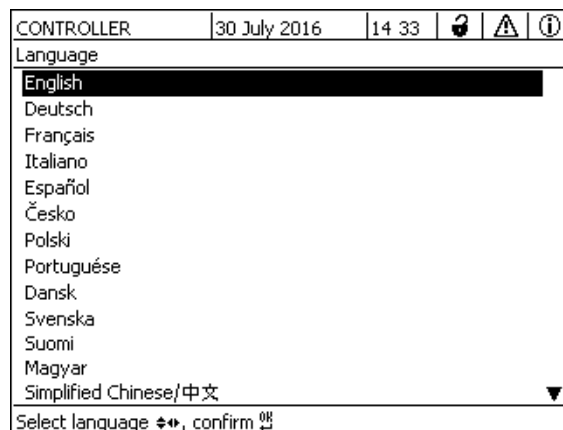 CONTROLLER 30 July 2016 14 33
Language
English
Deutsch
Français
Italiano
Español
Česko
Polski
Portuguése
Dansk
Svenska
Suomi
Magyar
Simplified Chinese/中文
Select language, confirm OK